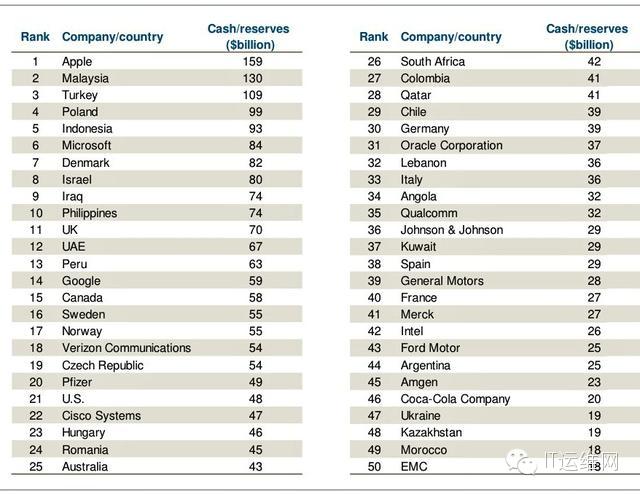 Rank Company/country Cash/reserves ($billion)
1 Apple 159
2 Malaysia 130
3 Turkey 109
4 Poland 99
5 Indonesia 93
6 Microsoft 84
7 Denmark 82
8 Israel 80
9 Iraq 74
10 Philippines 74
11 UK 70
12 UAE 67
13 Peru 63
14 Google 59
15 Canada 58
16 Sweden 55
17 Norway 55
18 Verizon Communications 54
19 Czech Republic 54
20 Pfizer 49
21 U.S. 48
22 Cisco Systems 47
23 Hungary 46
24 Romania 45
25 Australia 43
Rank Company/country Cash/reserves ($billion)
26 South Africa 42
27 Colombia 41
28 Qatar 41
29 Chile 39
30 Germany 39
31 Oracle Corporation 37
32 Lebanon 36
33 Italy 36
34 Angola 32
35 Qualcomm 32
36 Johnson & Johnson 29
37 Kuwait 29
38 Spain 29
39 General Motors 28
40 France 27
41 Merck 27
42 Intel 26
43 Ford Motor 25
44 Argentina 25
45 Amgen 23
46 Coca-Cola Company 20
47 Ukraine 19
48 Kazakhstan 19
49 Morocco 18
50 EMC 18
IT运维网